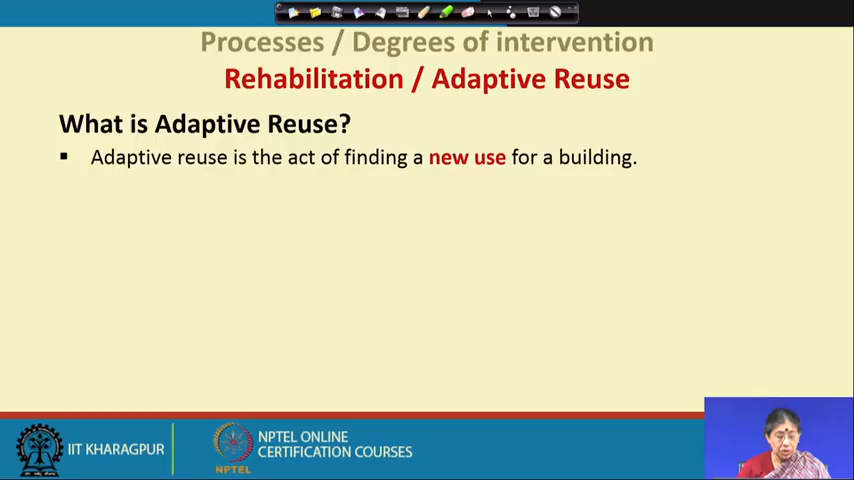 Processes / Degrees of intervention
Rehabilitation / Adaptive Reuse
What is Adaptive Reuse?
▪ Adaptive reuse is the act of finding a new use for a building.
IIT KHARAGPUR
NPTEL
NPTEL ONLINE
CERTIFICATION COURSES